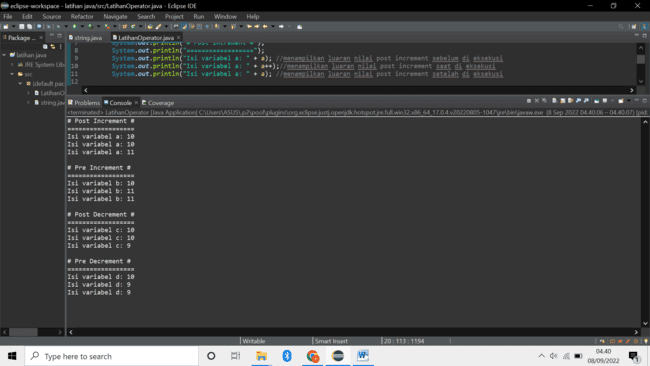 eclipse-workspace - latihan java/src/LatihanOperator.java - Eclipse IDE
File Edit Source Refactor Navigate Search Project Run Window Help
Package ...
string.java LatihanOperator.java
latihan java
JRE System Libr
src
(default pac
LatihanO
string.jav
7 System.out.println("# Post Increment #");
8 System.out.println("==================");
9 System.out.println("Isi variabel a: " + a); //menampilkan luaran nilai post increment sebelum di eksekusi
10 System.out.println("Isi variabel a: " + a++);//menampilkan luaran nilai post increment saat di eksekusi
11 System.out.println("Isi variabel a: " + a); //menampilkan luaran nilai post increment setalah di eksekusi
12
Problems Console Coverage
<terminated> LatihanOperator [Java Application] C:\Users\ASUS\.p2\pool\plugins\org.eclipse.justj.openjdk.hotspot.jre.full.win32.x86_64_17.0.4.v20220805-1047\jre\bin\javaw.exe (8 Sep 2022 04.40.06 – 04.40.07) [pid:
# Post Increment #
==================
Isi variabel a: 10
Isi variabel a: 10
Isi variabel a: 11
# Pre Increment #
==================
Isi variabel b: 10
Isi variabel b: 11
Isi variabel b: 11
# Post Decrement #
==================
Isi variabel c: 10
Isi variabel c: 10
Isi variabel c: 9
# Pre Decrement #
==================
Isi variabel d: 10
Isi variabel d: 9
Isi variabel d: 9
Writable Smart Insert 20 : 113 : 1194
Type here to search
04.40
08/09/2022
1